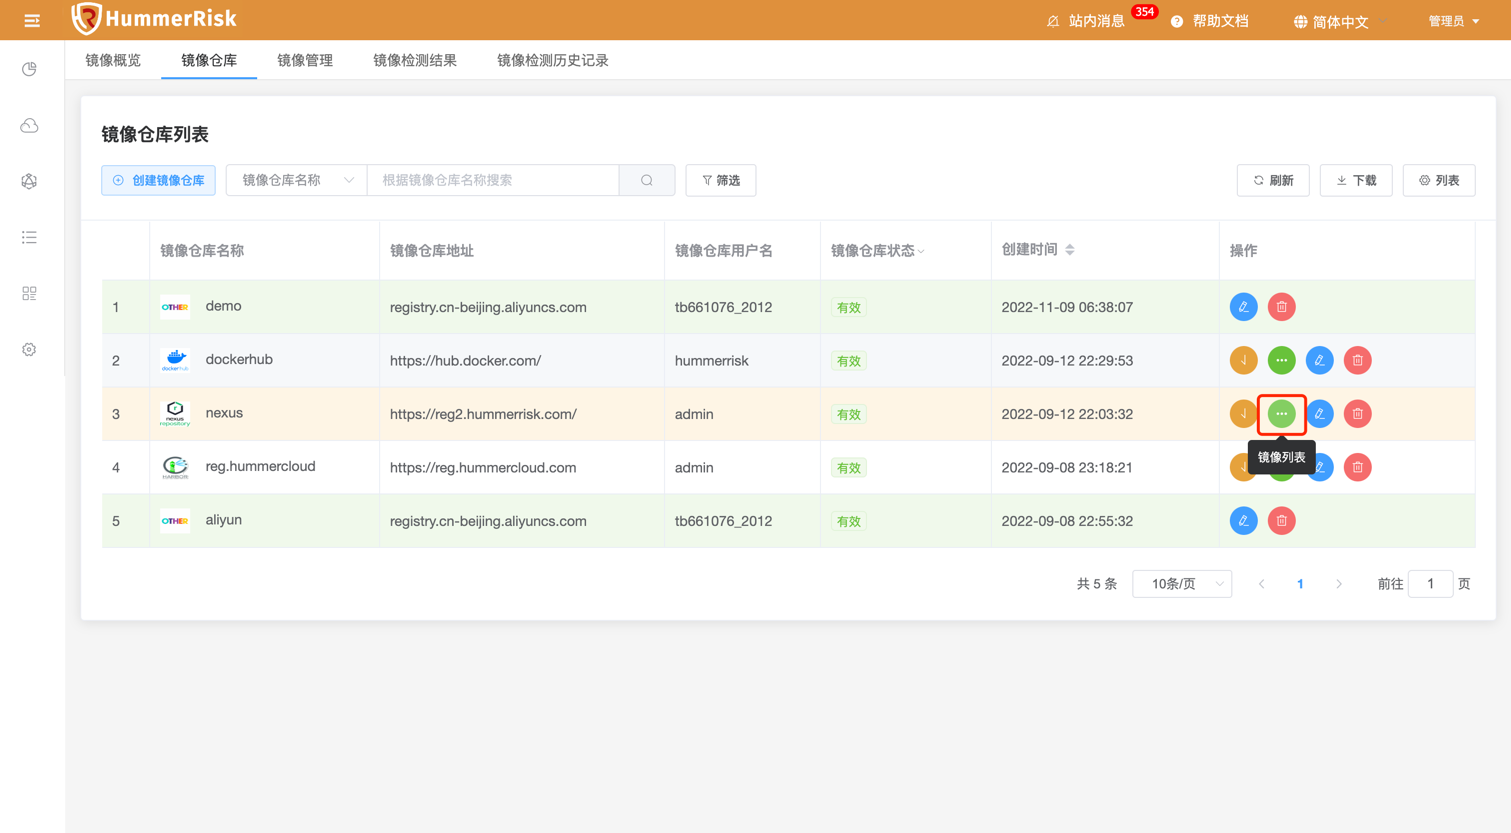 HummerRisk 站内消息 354 帮助文档 简体中文 管理员
镜像概览 镜像仓库 镜像管理 镜像检测结果 镜像检测历史记录
镜像仓库列表
创建镜像仓库 镜像仓库名称 根据镜像仓库名称搜索 筛选 刷新 下载 列表
镜像仓库名称 镜像仓库地址 镜像仓库用户名 镜像仓库状态 创建时间 操作
1 OTHER demo registry.cn-beijing.aliyuncs.com tb661076_2012 有效 2022-11-09 06:38:07
2 dockerhub dockerhub https://hub.docker.com/ hummerrisk 有效 2022-09-12 22:29:53
3 nexus repository nexus https://reg2.hummerrisk.com/ admin 有效 2022-09-12 22:03:32
镜像列表
4 HARBOR reg.hummercloud https://reg.hummercloud.com admin 有效 2022-09-08 23:18:21
5 OTHER aliyun registry.cn-beijing.aliyuncs.com tb661076_2012 有效 2022-09-08 22:55:32
共 5 条 10条/页 1 前往 1 页